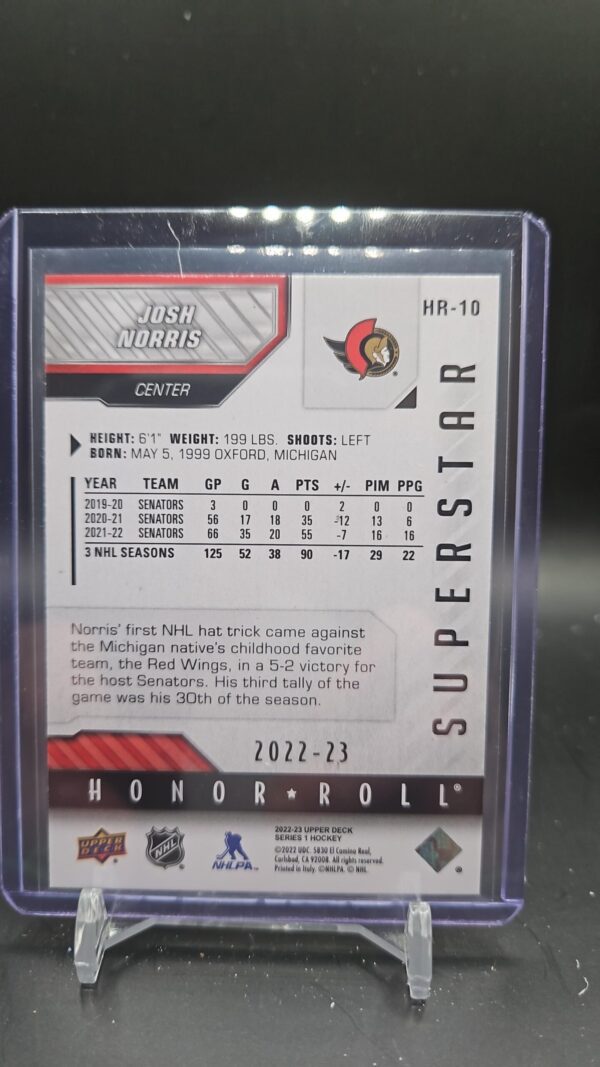 JOSH
NORRIS
CENTER
HR-10
SUPERSTAR
HEIGHT: 6'1" WEIGHT: 199 LBS. SHOOTS: LEFT
BORN: MAY 5, 1999 OXFORD, MICHIGAN
YEAR TEAM GP G A PTS +/- PIM PPG
2019-20 SENATORS 3 0 0 0 2 0 0
2020-21 SENATORS 56 17 18 35 -12 13 6
2021-22 SENATORS 66 35 20 55 -7 16 16
3 NHL SEASONS 125 52 38 90 -17 29 22
Norris' first NHL hat trick came against
the Michigan native's childhood favorite
team, the Red Wings, in a 5-2 victory for
the host Senators. His third tally of the
game was his 30th of the season.
2022-23
HONOR★ROLL®
UPPER
DECK
NHL
NHLPA
2022-23 UPPER DECK
SERIES 1 HOCKEY
©2022 UDC. 5830 El Camino Real,
Carlsbad, CA 92008. All rights reserved.
Printed in Italy. ©NHLPA. © NHL